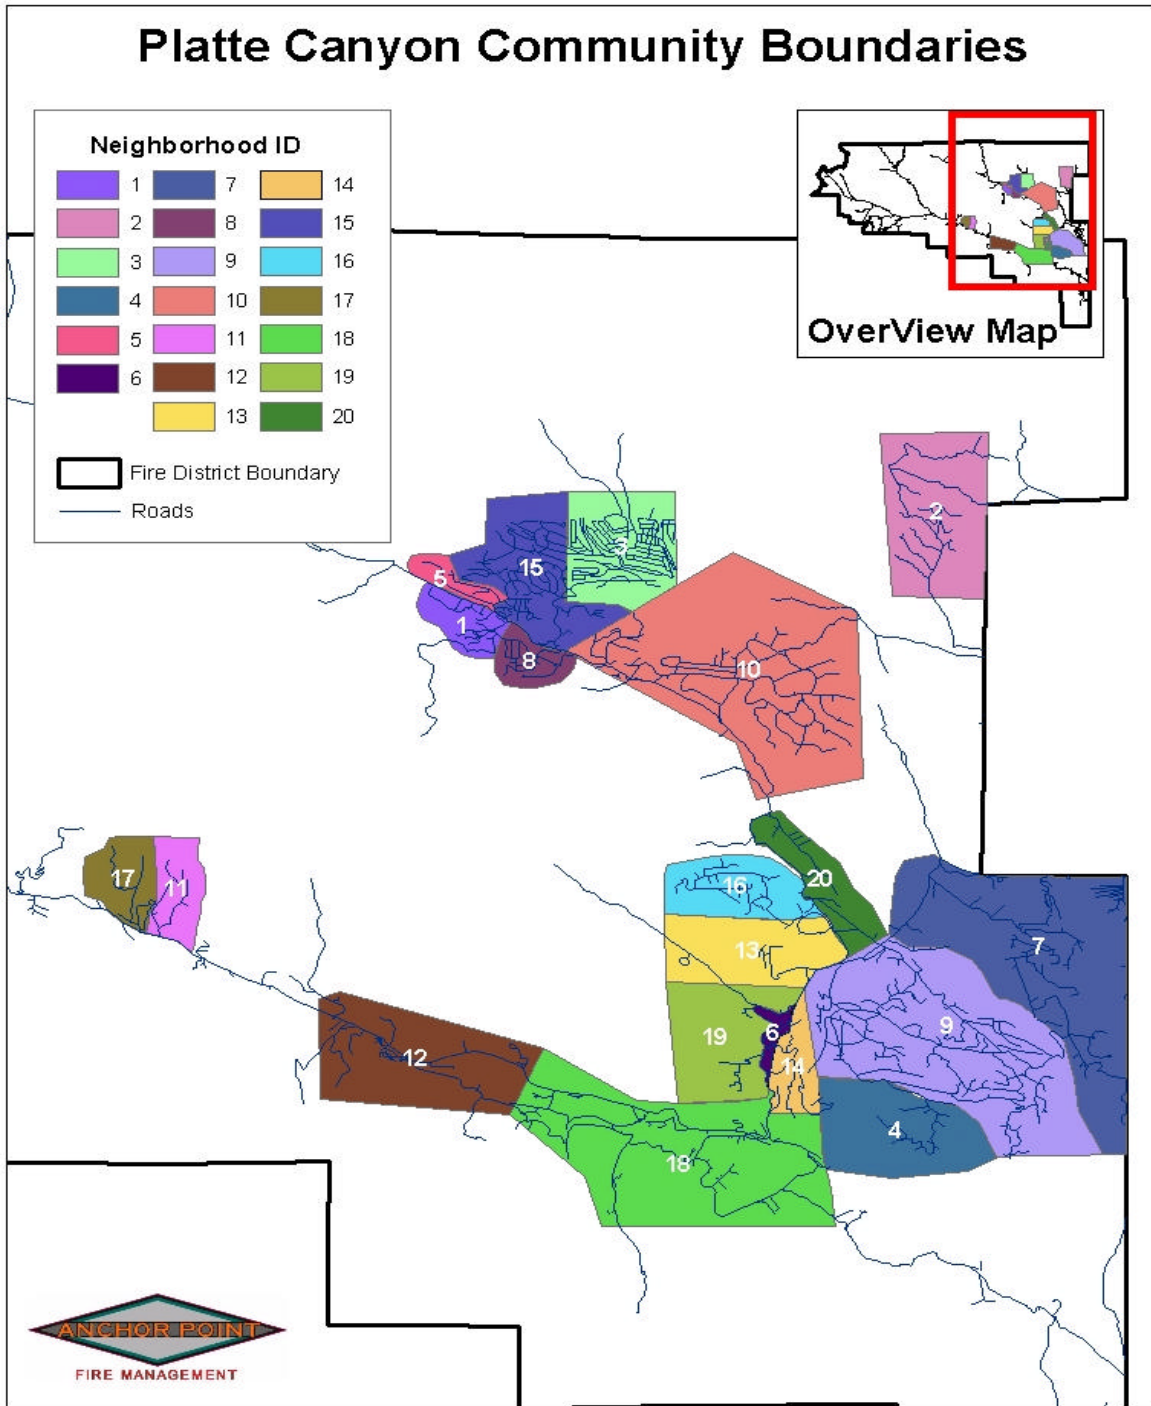 Platte Canyon Community Boundaries
Neighborhood ID
1 7 14
2 8 15
3 9 16
4 10 17
5 11 18
6 12 19
13 20
Fire District Boundary
Roads
OverView Map
2
3
15
5
1
8
10
17
11
16
20
13
7
9
6
19
14
12
4
18
ANCHOR POINT
FIRE MANAGEMENT